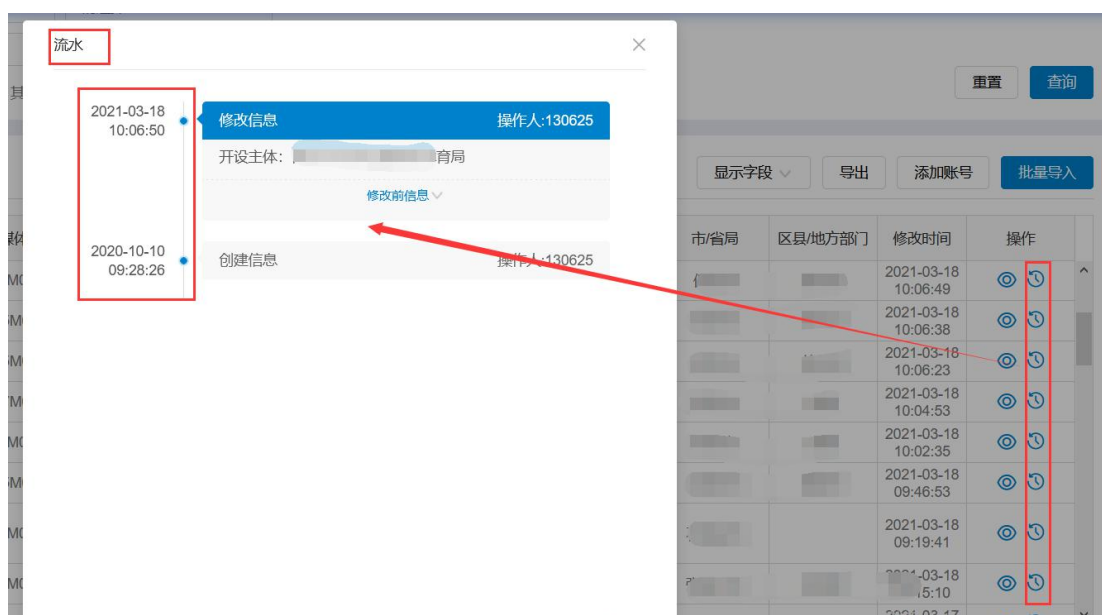 流水
2021-03-18
10:06:50
修改信息
操作人:130625
开设主体:
育局
修改前信息
2020-10-10
09:28:26
创建信息
操作人:130625
其
重置
查询
显示字段
导出
添加账号
批量导入
市/省局
区县/地方部门
修改时间
操作
2021-03-18
10:06:49
2021-03-18
10:06:38
2021-03-18
10:06:23
2021-03-18
10:04:53
2021-03-18
10:02:35
2021-03-18
09:46:53
2021-03-18
09:19:41
-03-18
5:10